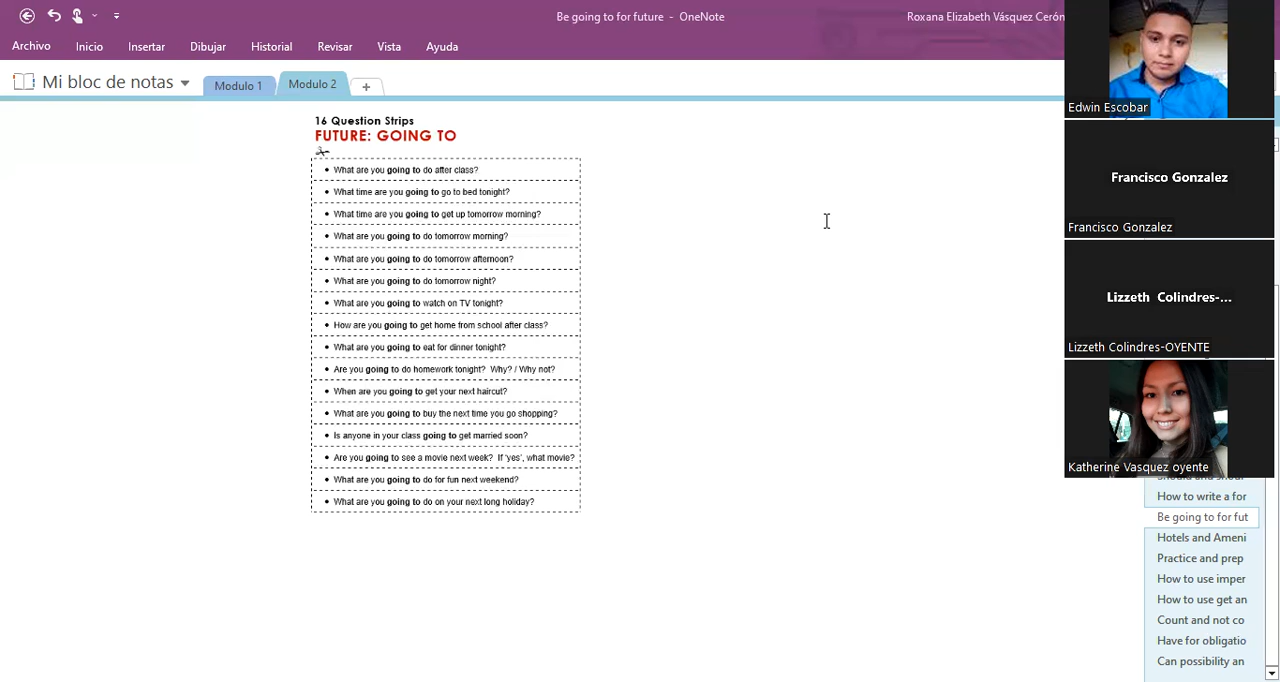 Be going to for future - OneNote
Roxana Elizabeth Vásquez Cerón
Archivo Inicio Insertar Dibujar Historial Revisar Vista Ayuda
Mi bloc de notas
Modulo 1
Modulo 2
+
16 Question Strips
FUTURE: GOING TO
• What are you going to do after class?
• What time are you going to go to bed tonight?
• What time are you going to get up tomorrow morning?
• What are you going to do tomorrow morning?
• What are you going to do tomorrow afternoon?
• What are you going to do tomorrow night?
• What are you going to watch on TV tonight?
• How are you going to get home from school after class?
• What are you going to eat for dinner tonight?
• Are you going to do homework tonight? Why? / Why not?
• When are you going to get your next haircut?
• What are you going to buy the next time you go shopping?
• Is anyone in your class going to get married soon?
• Are you going to see a movie next week? If 'yes', what movie?
• What are you going to do for fun next weekend?
• What are you going to do on your next long holiday?
Edwin Escobar
Francisco Gonzalez
Francisco Gonzalez
Lizzeth Colindres-...
Lizzeth Colindres-OYENTE
Katherine Vasquez oyente
How to write a for
Be going to for fut
Hotels and Ameni
Practice and prep
How to use imper
How to use get an
Count and not co
Have for obligatio
Can possibility an